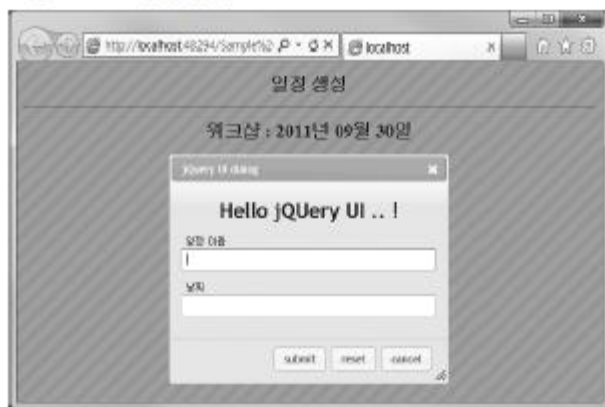 http://localhost:48294/Sample%2
localhost
일정 생성
워크샵 : 2011년 09월 30일
jQuery UI dialog
Hello jQUery UI .. !
일정 이름
날짜
submit
reset
cancel